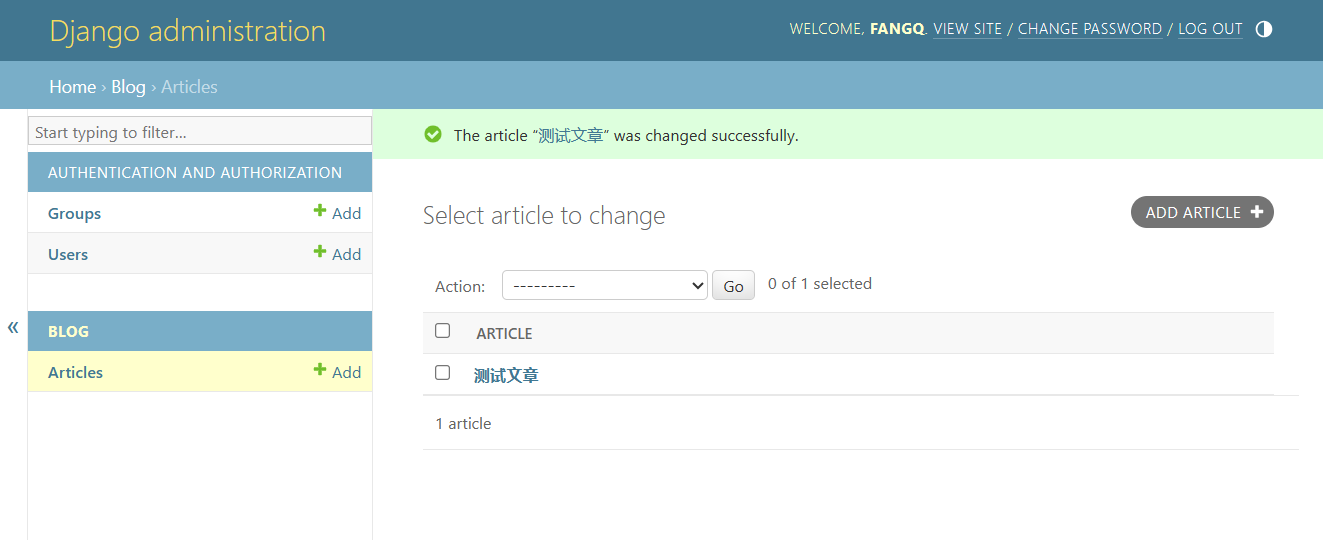 Django administration
WELCOME, FANGQ. VIEW SITE / CHANGE PASSWORD / LOG OUT
Home › Blog › Articles
Start typing to filter...
AUTHENTICATION AND AUTHORIZATION
Groups + Add
Users + Add
«
BLOG
Articles + Add
The article “测试文章” was changed successfully.
Select article to change
ADD ARTICLE +
Action: --------- Go 0 of 1 selected
ARTICLE
测试文章
1 article